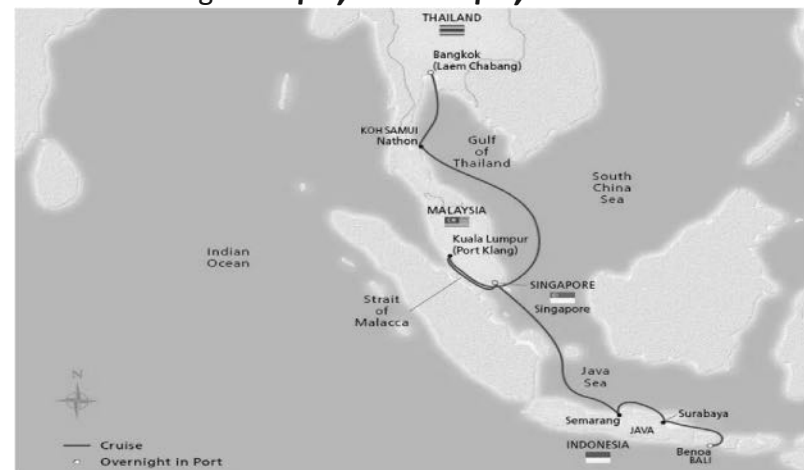 THAILAND
Bangkok
(Laem Chabang)
KOH SAMUI
Nathon
Gulf
of
Thailand
South
China
Sea
MALAYSIA
Kuala Lumpur
(Port Klang)
Indian
Ocean
SINGAPORE
Singapore
Strait
of
Malacca
Java
Sea
N
Semarang
JAVA
Surabaya
INDONESIA
Benoa
BALI
Cruise
Overnight in Port